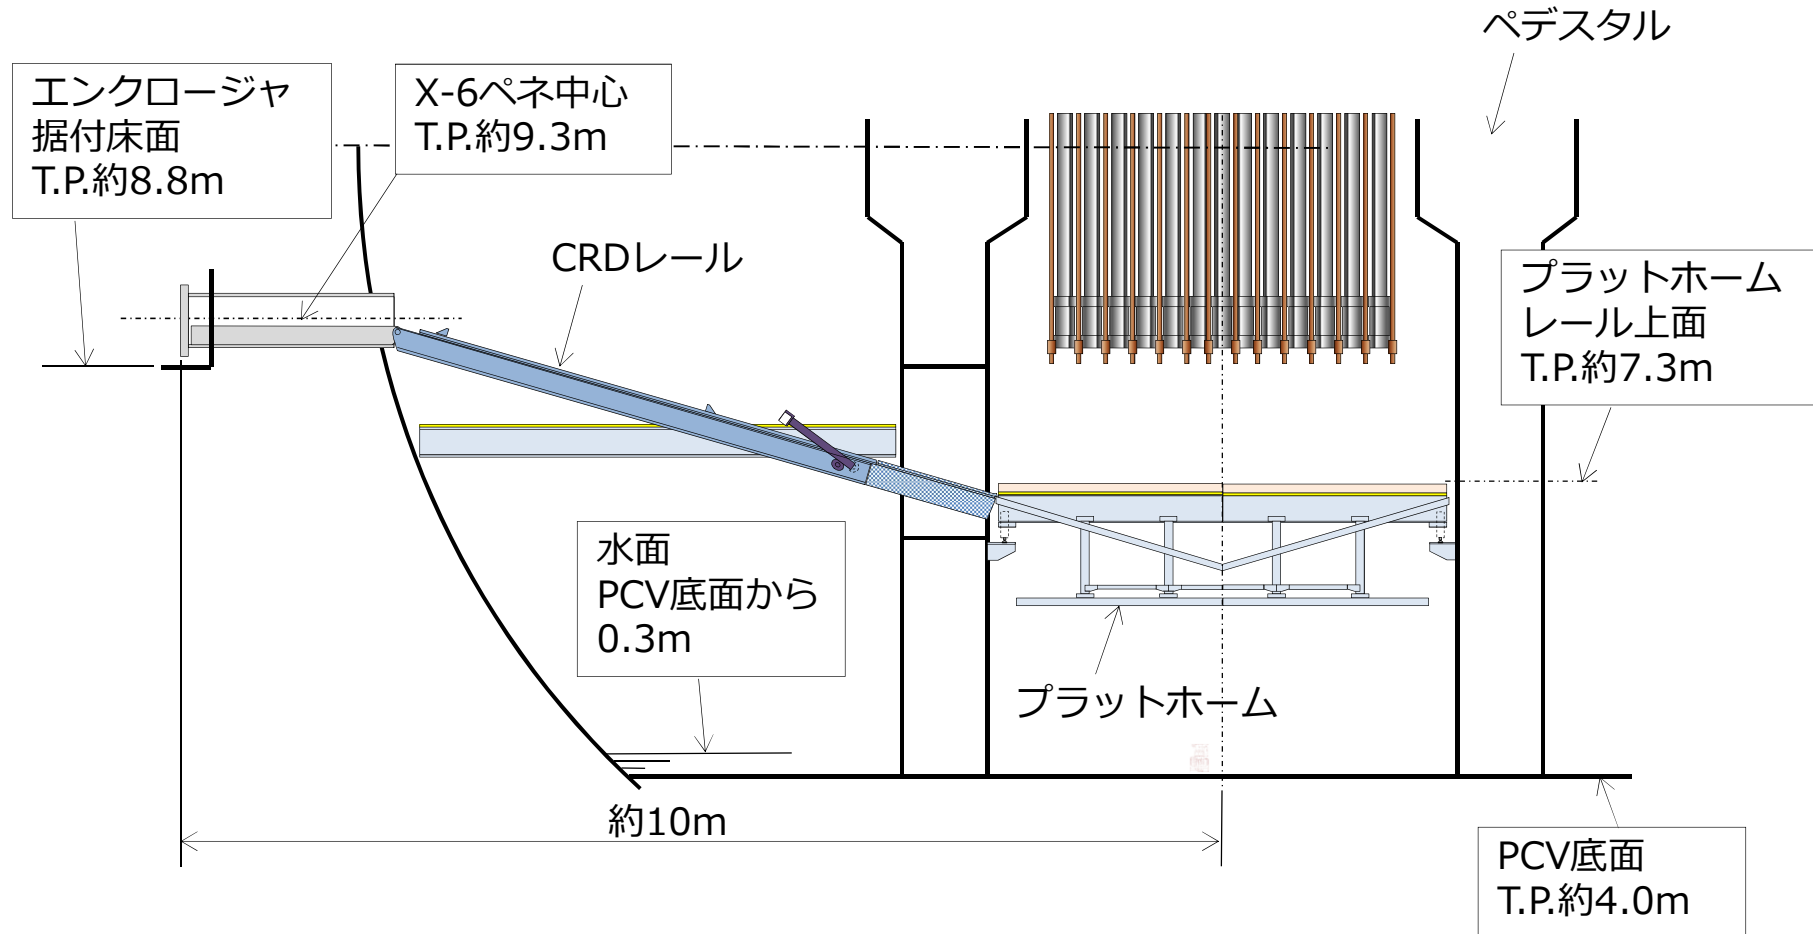 ペデスタル
エンクロージャ
据付床面
T.P.約8.8m
X-6ペネ中心
T.P.約9.3m
CRDレール
プラットホーム
レール上面
T.P.約7.3m
水面
PCV底面から
0.3m
プラットホーム
約10m
PCV底面
T.P.約4.0m